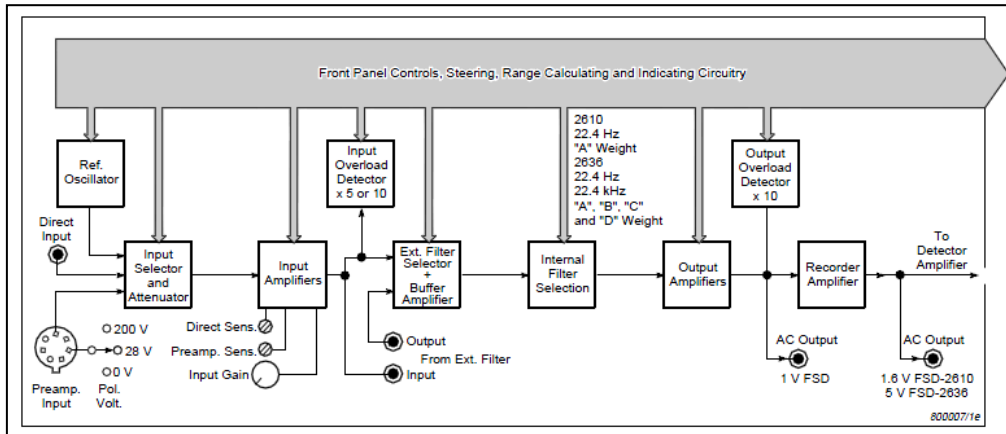 Front Panel Controls, Steering, Range Calculating and Indicating Circuitry
Ref.
Oscillator
Input
Overload
Detector
x 5 or 10
2610
22.4 Hz
"A" Weight
2636
22.4 Hz
22.4 kHz
"A", "B", "C"
and "D" Weight
Output
Overload
Detector
x 10
Direct
Input
Input
Selector
and
Attenuator
Input
Amplifiers
Ext. Filter
Selector
+
Buffer
Amplifier
Internal
Filter
Selection
Output
Amplifiers
Recorder
Amplifier
To
Detector
Amplifier
200 V
28 V
0 V
Preamp.
Input
Pol.
Volt.
Direct Sens.
Preamp. Sens.
Input Gain
Output
From Ext. Filter
Input
AC Output
1 V FSD
AC Output
1.6 V FSD-2610
5 V FSD-2636
800007/1e